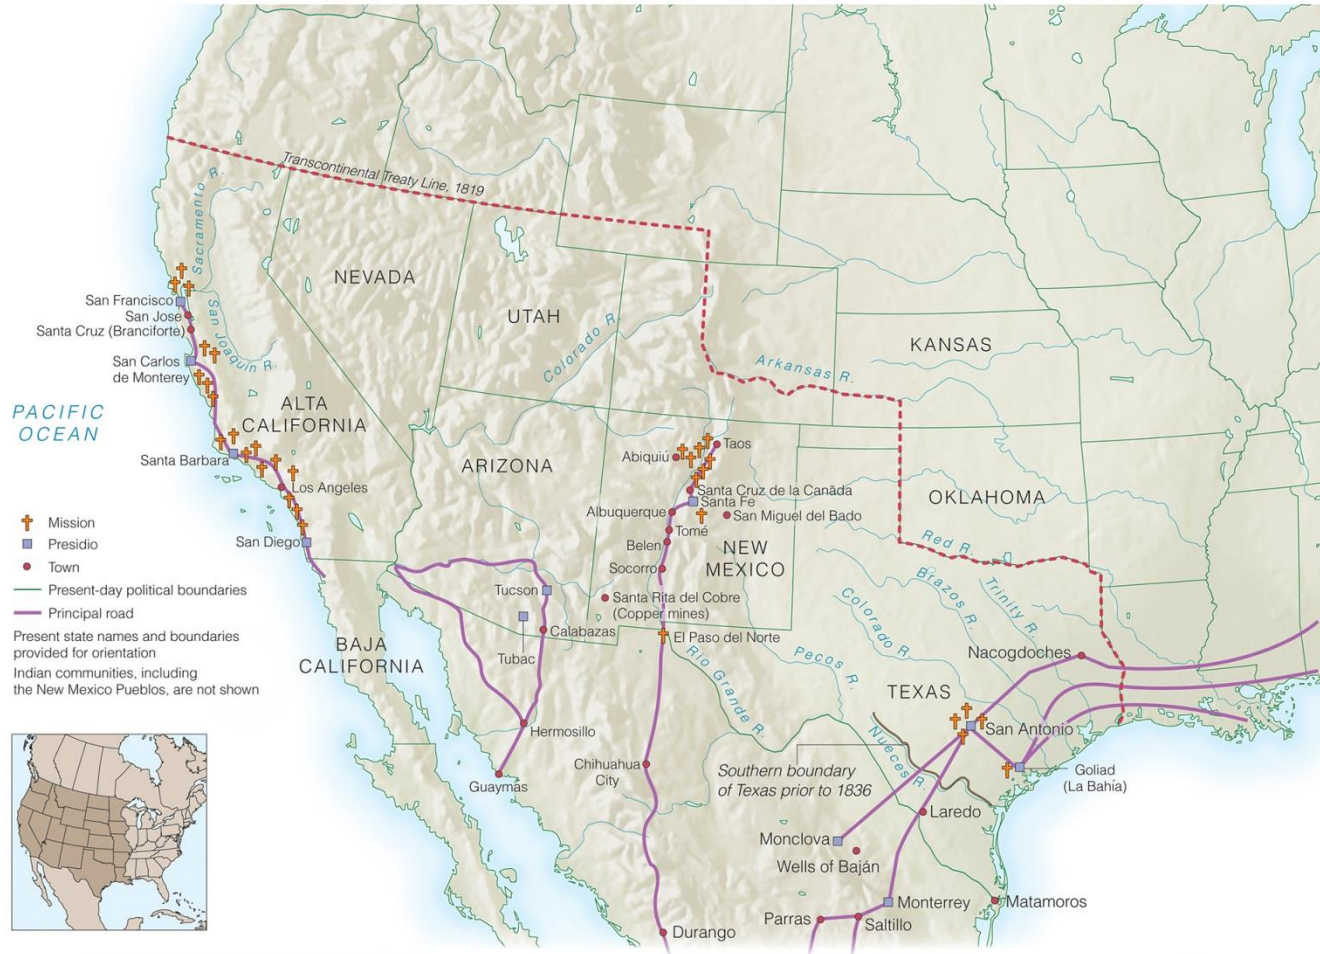 Transcontinental Treaty Line, 1819
Sacramento R.
San Joaquin R.
NEVADA
UTAH
Colorado R.
KANSAS
Arkansas R.
San Francisco
San Jose
Santa Cruz (Branciforte)
San Carlos
de Monterey
PACIFIC
OCEAN
ALTA
CALIFORNIA
Santa Barbara
Los Angeles
San Diego
ARIZONA
Abiquiú
Taos
Santa Cruz de la Canãda
Santa Fe
Albuquerque
San Miguel del Bado
Tomé
Belen
NEW
MEXICO
Socorro
OKLAHOMA
Red R.
Brazos R.
Trinity R.
Colorado R.
Tucson
Santa Rita del Cobre
(Copper mines)
Calabazas
Tubac
El Paso del Norte
BAJA
CALIFORNIA
Rio Grande R.
Pecos R.
Nacogdoches
TEXAS
San Antonio
Nueces R.
Hermosillo
Guaymas
Chihuahua
City
Southern boundary
of Texas prior to 1836
Goliad
(La Bahía)
Laredo
Monclova
Wells of Baján
Monterrey
Matamoros
Parras
Saltillo
Durango
Mission
Presidio
Town
Present-day political boundaries
Principal road
Present state names and boundaries
provided for orientation
Indian communities, including
the New Mexico Pueblos, are not shown